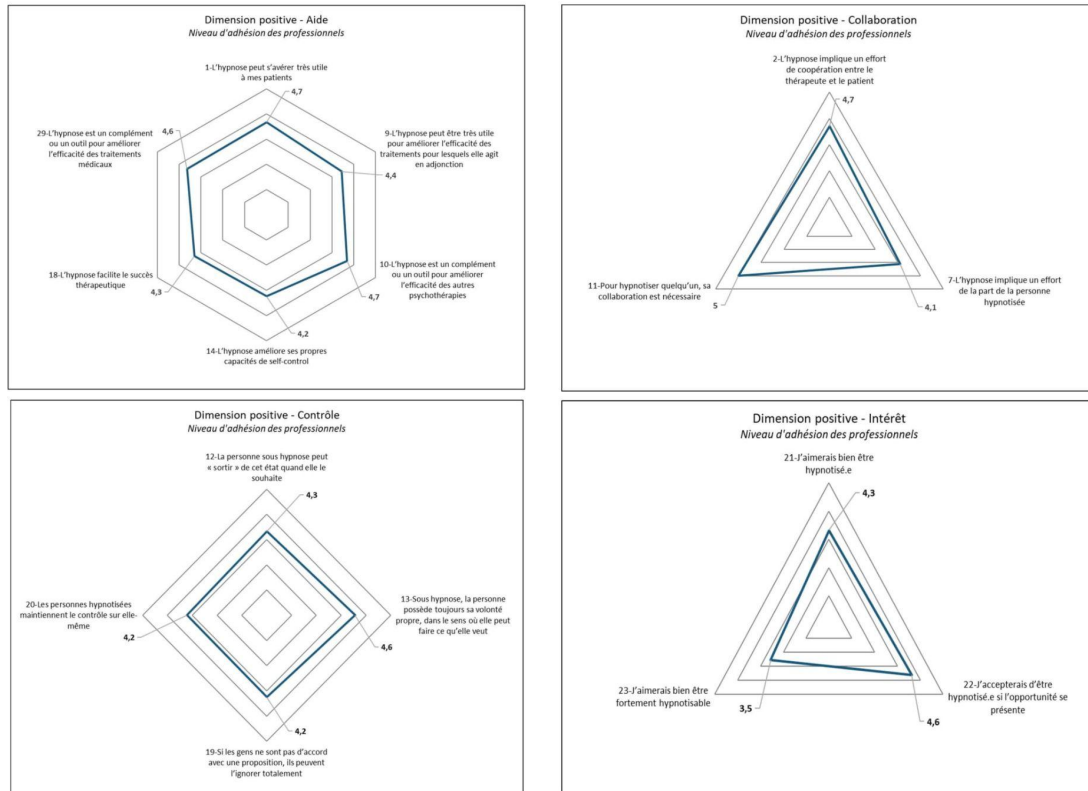 Dimension positive - Aide
Niveau d'adhésion des professionnels
1-L'hypnose peut s'avérer très utile
à mes patients
4,7
29-L'hypnose est un complément
ou un outil pour améliorer
l'efficacité des traitements
médicaux
4,6
9-L'hypnose peut être très utile
pour améliorer l'efficacité des
traitements pour lesquels elle agit
en adjonction
4,4
18-L'hypnose facilite le succès
thérapeutique
4,3
10-L'hypnose est un complément
ou un outil pour améliorer
l'efficacité des autres
psychothérapies
4,7
4,2
14-L'hypnose améliore ses propres
capacités de self-control
Dimension positive - Collaboration
Niveau d'adhésion des professionnels
2-L'hypnose implique un effort
de coopération entre le
thérapeute et le patient
4,7
11-Pour hypnotiser quelqu'un, sa
collaboration est nécessaire
5
7-L'hypnose implique un effort
de la part de la personne
hypnotisée
4,1
Dimension positive - Contrôle
Niveau d'adhésion des professionnels
12-La personne sous hypnose peut
« sortir » de cet état quand elle le
souhaite
4,3
20-Les personnes hypnotisées
maintiennent le contrôle sur elle-
même
4,2
13-Sous hypnose, la personne
possède toujours sa volonté
propre, dans le sens où elle peut
faire ce qu'elle veut
4,6
4,2
19-Si les gens ne sont pas d'accord
avec une proposition, ils peuvent
l'ignorer totalement
Dimension positive - Intérêt
Niveau d'adhésion des professionnels
21-J'aimerais bien être
hypnotisé.e
4,3
23-J'aimerais bien être
fortement hypnotisable
3,5
22-J'accepterais d'être
hypnotisé.e si l'opportunité se
présente
4,6